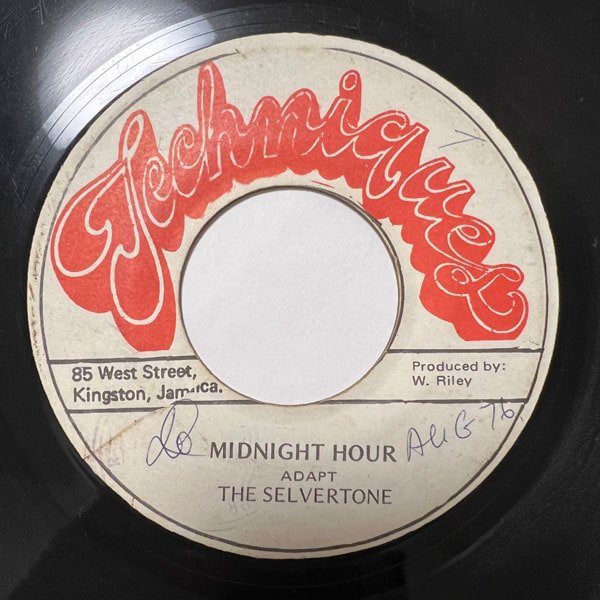 Techniques
85 West Street,
Kingston, Jamaica.
Produced by:
W. Riley
MIDNIGHT HOUR AUG 76
ADAPT
THE SELVERTONE